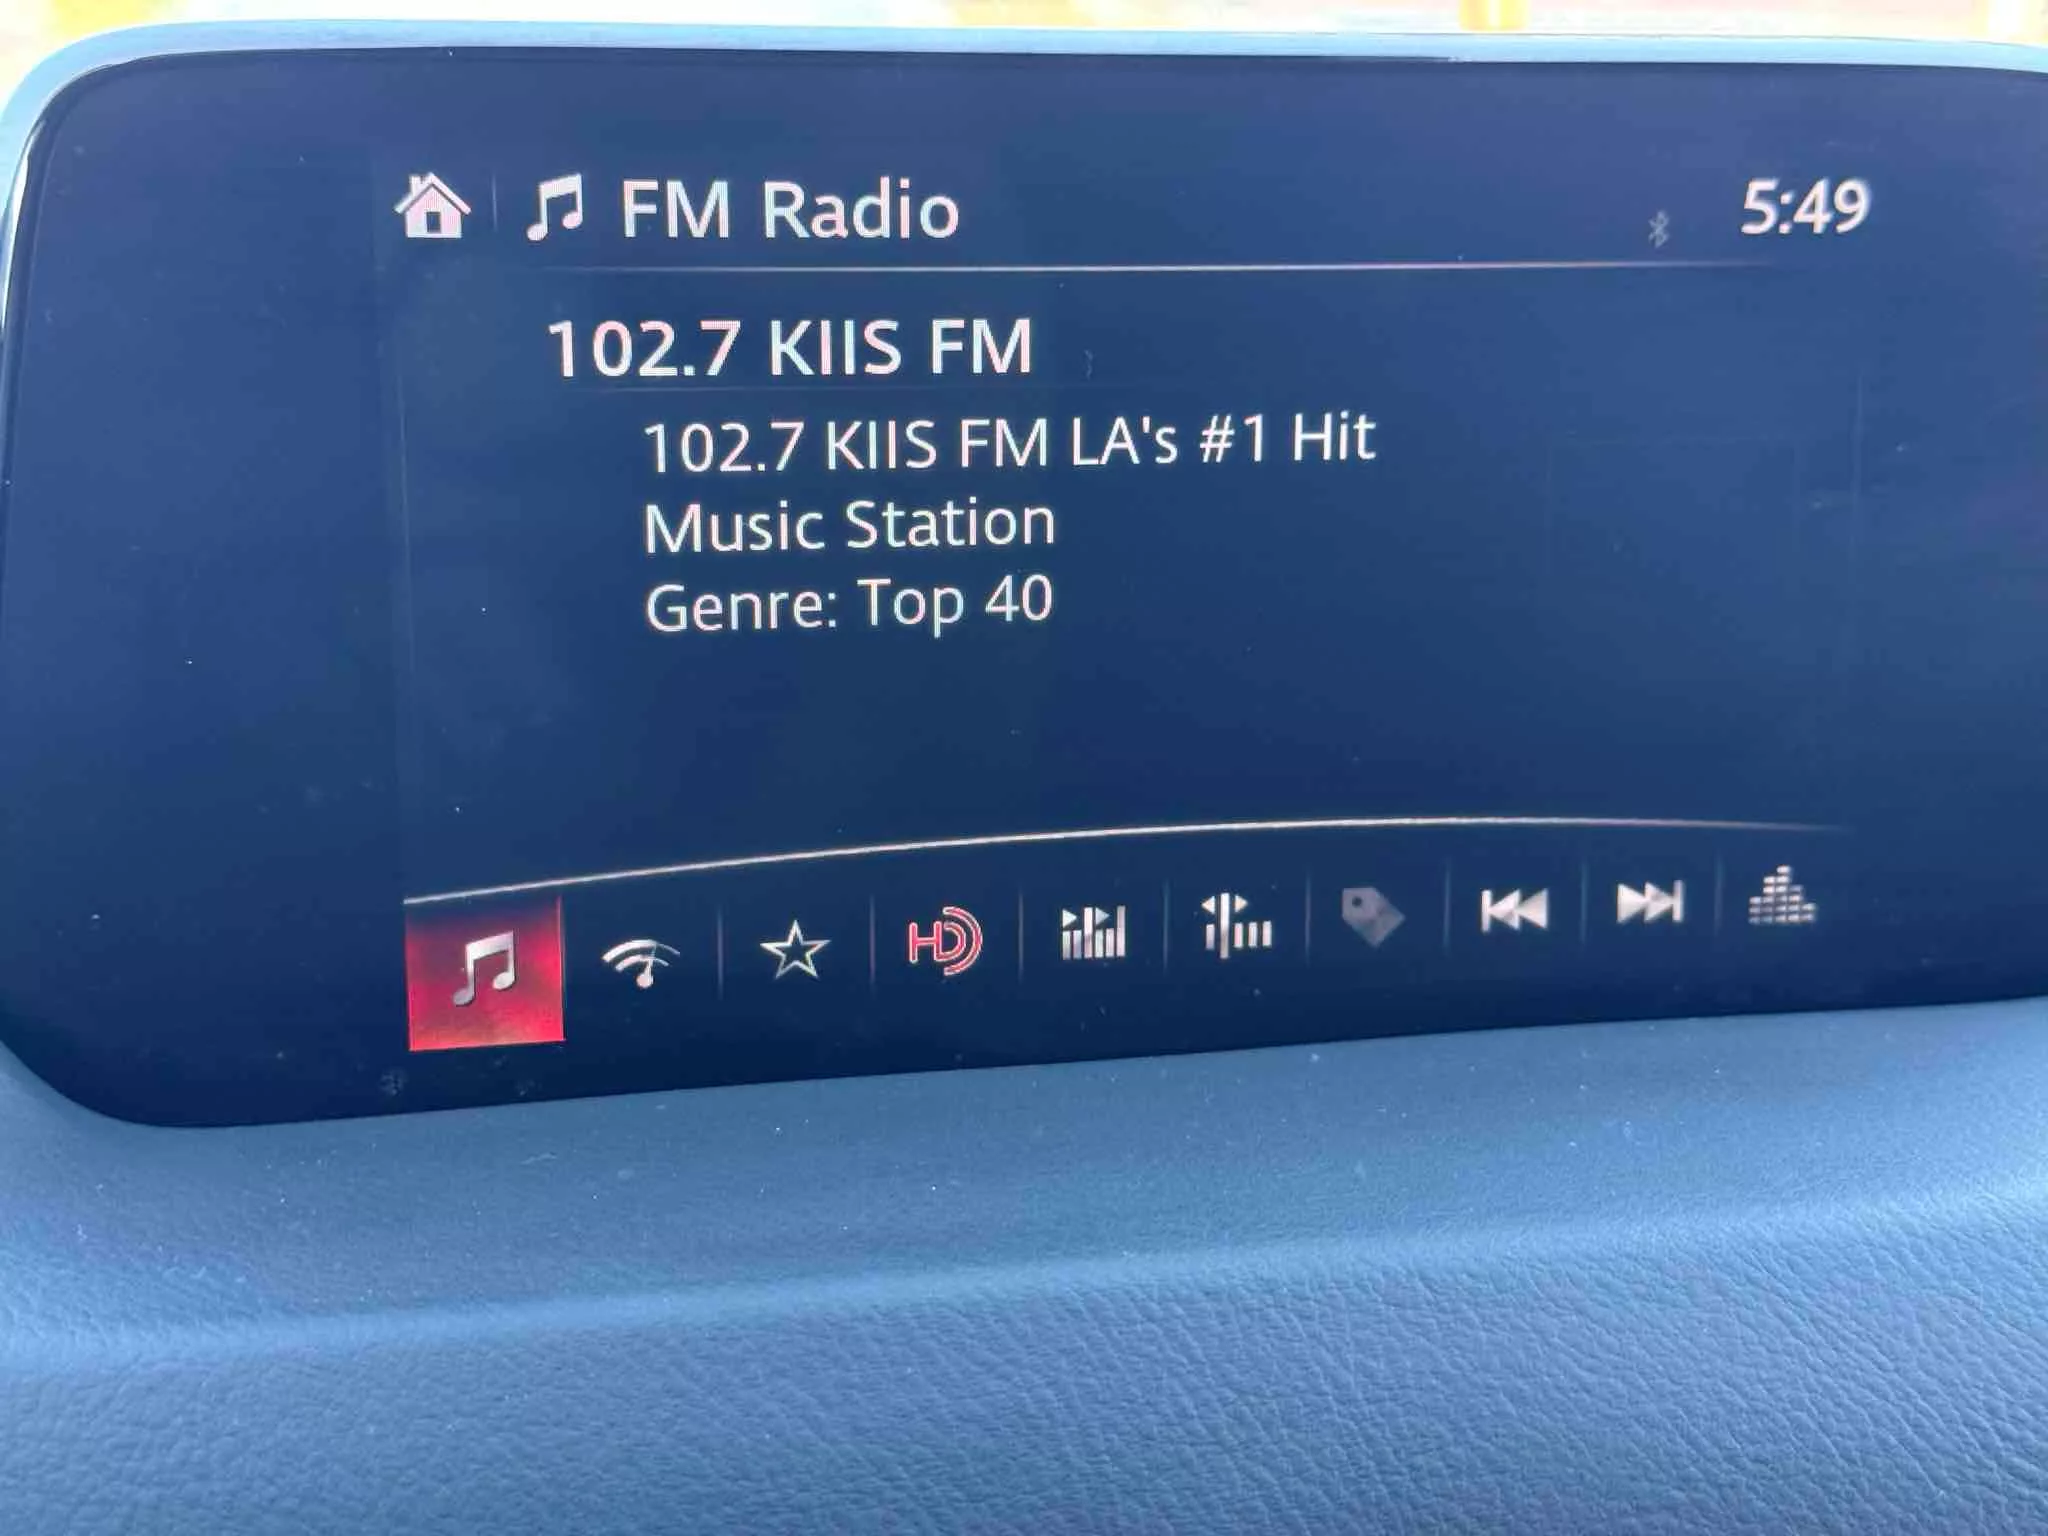 FM Radio
5:49
102.7 KIIS FM
102.7 KIIS FM LA's #1 Hit
Music Station
Genre: Top 40
HD